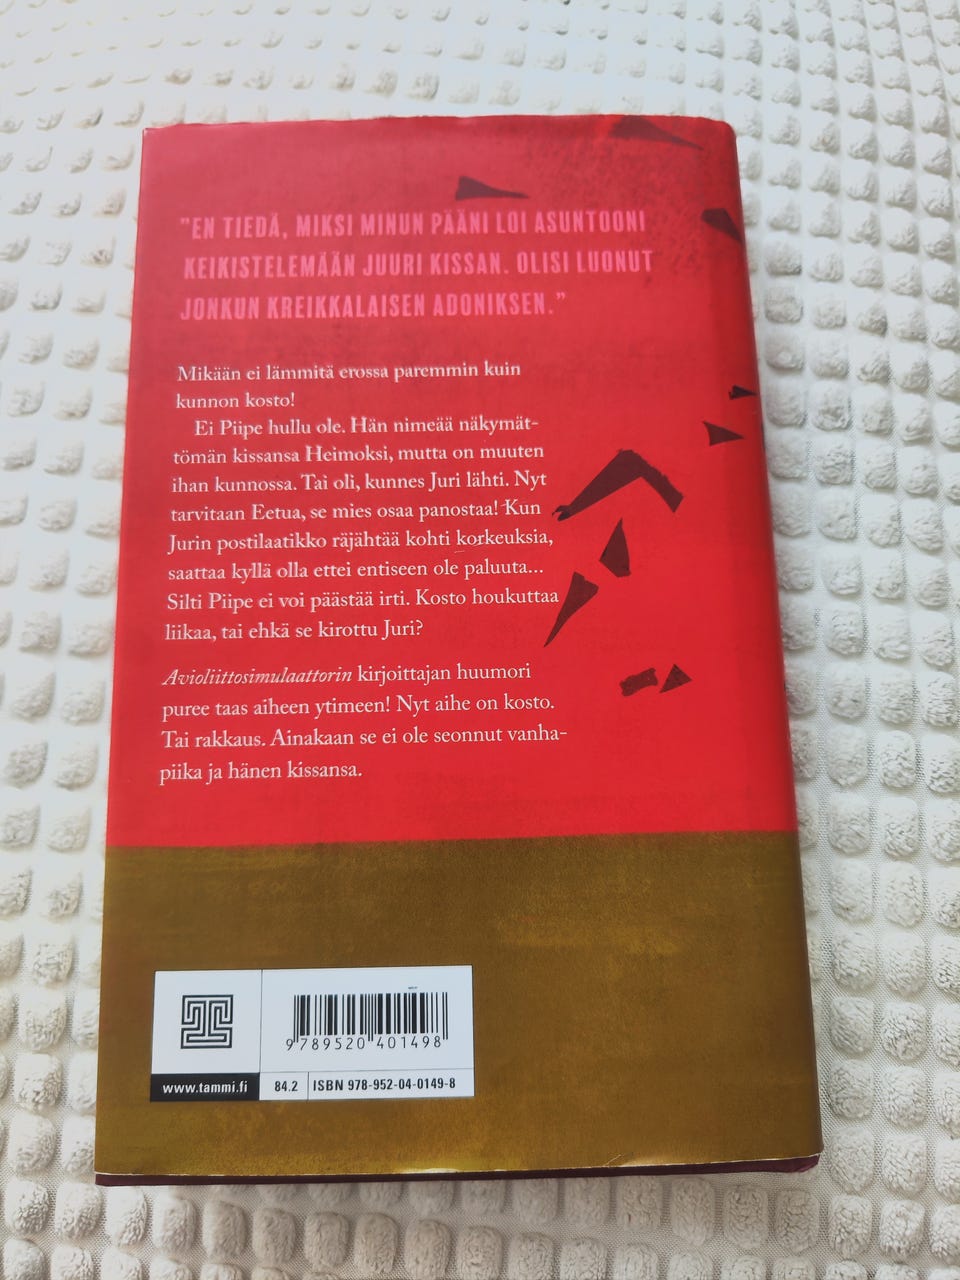 ”EN TIEDÄ, MIKSI MINUN PÄÄNI LOI ASUNTOONI
KEIKISTELEMÄÄN JUURI KISSAN. OLISI LUONUT
JONKUN KREIKKALAISEN ADONIKSEN.”
Mikään ei lämmitä erossa paremmin kuin
kunnon kosto!
Ei Piipe hullu ole. Hän nimeää näkymät-
tömän kissansa Heimoksi, mutta on muuten
ihan kunnossa. Tai oli, kunnes Juri lähti. Nyt
tarvitaan Eetua, se mies osaa panostaa! Kun
Jurin postilaatikko räjähtää kohti korkeuksia,
saattaa kyllä olla ettei entiseen ole paluuta...
Silti Piipe ei voi päästää irti. Kosto houkuttaa
liikaa, tai ehkä se kirottu Juri?
Avioliittosimulaattorin kirjoittajan huumori
puree taas aiheen ytimeen! Nyt aihe on kosto.
Tai rakkaus. Ainakaan se ei ole seonnut vanha-
piika ja hänen kissansa.
9789520401498
www.tammi.fi 84.2 ISBN 978-952-04-0149-8